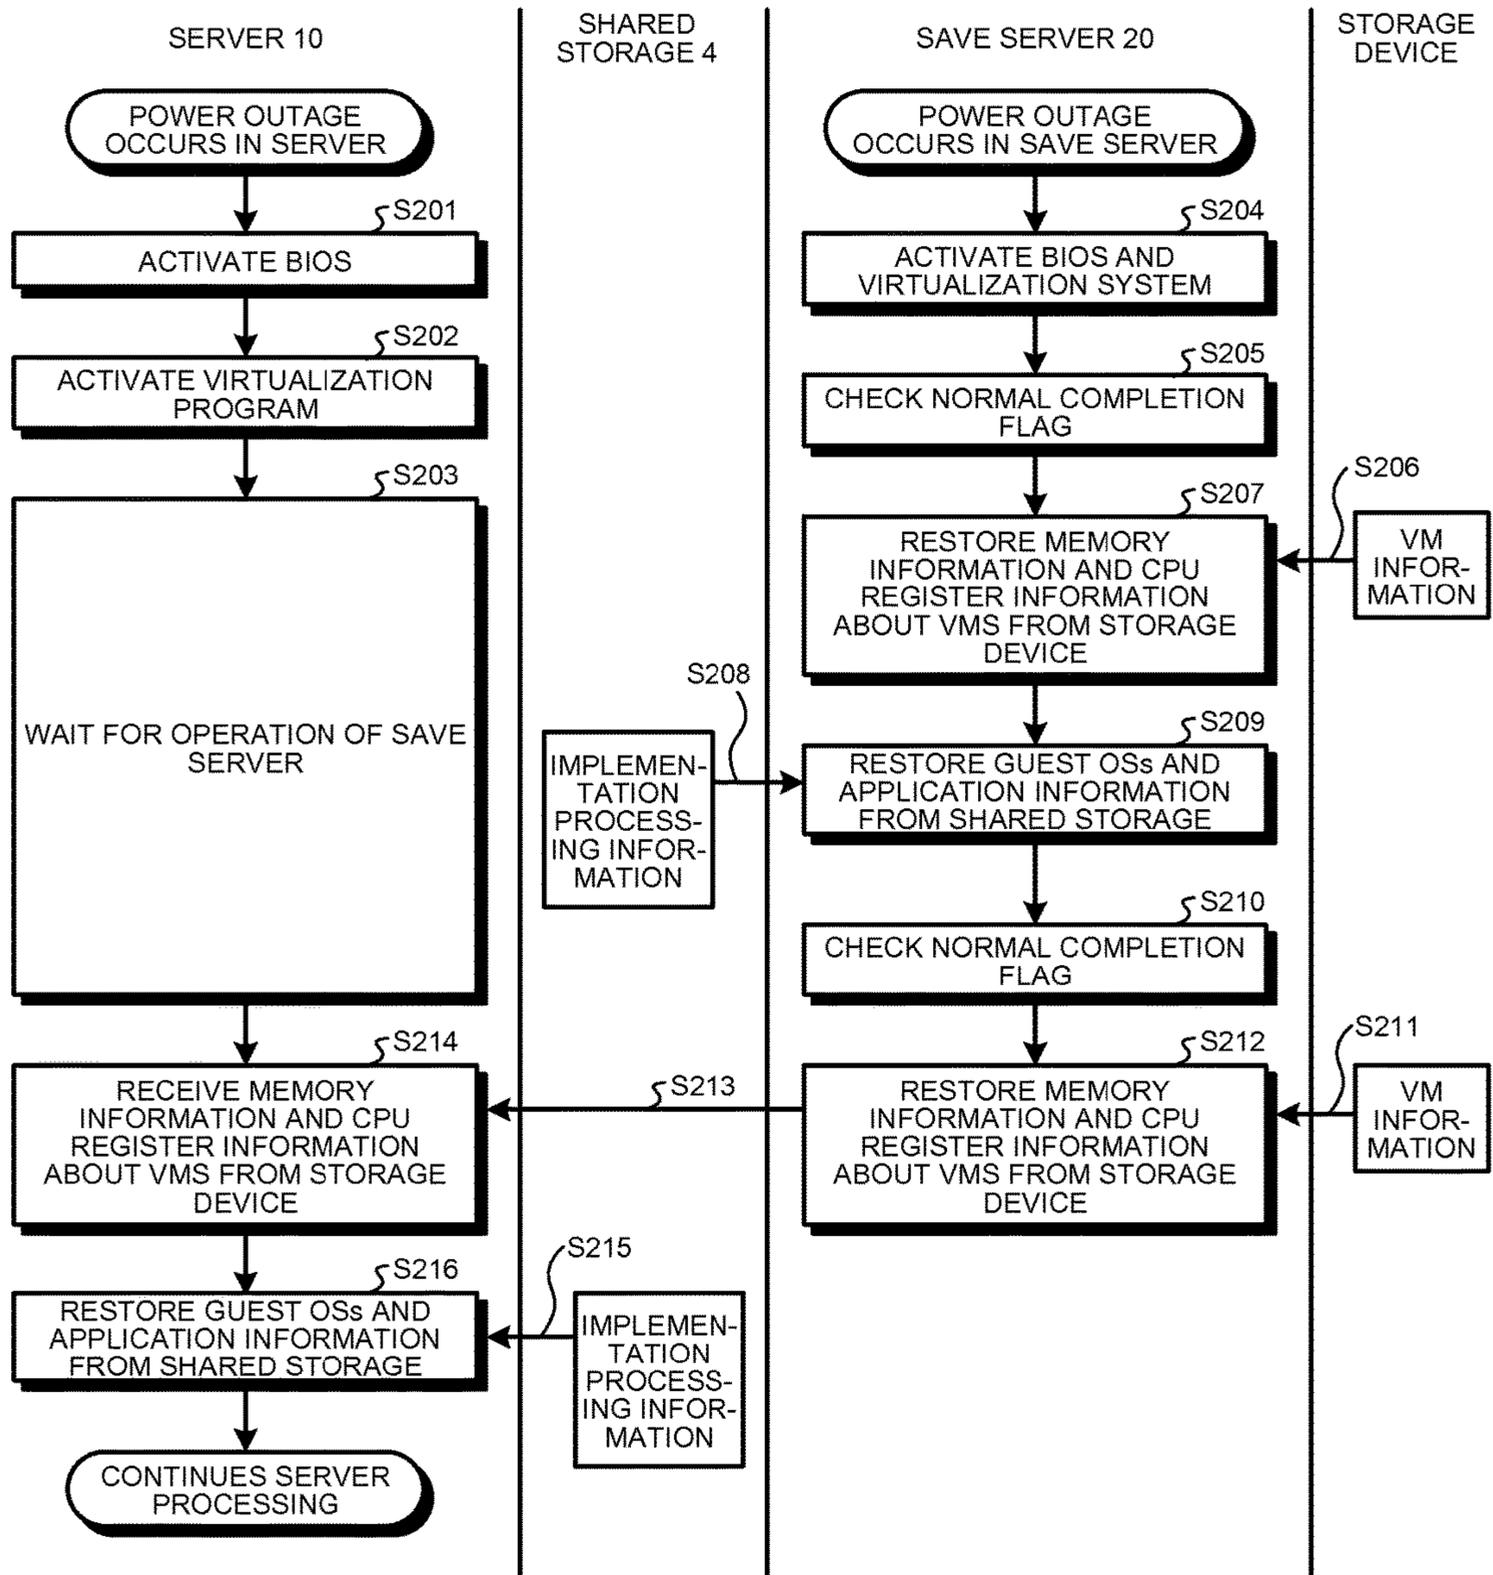 SERVER 10
SHARED
STORAGE 4
SAVE SERVER 20
STORAGE
DEVICE
POWER OUTAGE
OCCURS IN SERVER
S201
ACTIVATE BIOS
S202
ACTIVATE VIRTUALIZATION
PROGRAM
S203
WAIT FOR OPERATION OF SAVE
SERVER
S214
RECEIVE MEMORY
INFORMATION AND CPU
REGISTER INFORMATION
ABOUT VMS FROM STORAGE
DEVICE
S216
RESTORE GUEST OSs AND
APPLICATION INFORMATION
FROM SHARED STORAGE
CONTINUES SERVER
PROCESSING
S208
IMPLEMEN-
TATION
PROCESS-
ING INFOR-
MATION
S213
S215
IMPLEMEN-
TATION
PROCESS-
ING INFOR-
MATION
POWER OUTAGE
OCCURS IN SAVE SERVER
S204
ACTIVATE BIOS AND
VIRTUALIZATION SYSTEM
S205
CHECK NORMAL COMPLETION
FLAG
S207
RESTORE MEMORY
INFORMATION AND CPU
REGISTER INFORMATION
ABOUT VMS FROM STORAGE
DEVICE
S209
RESTORE GUEST OSs AND
APPLICATION INFORMATION
FROM SHARED STORAGE
S210
CHECK NORMAL COMPLETION
FLAG
S212
RESTORE MEMORY
INFORMATION AND CPU
REGISTER INFORMATION
ABOUT VMS FROM STORAGE
DEVICE
S206
VM
INFOR-
MATION
S211
VM
INFOR-
MATION